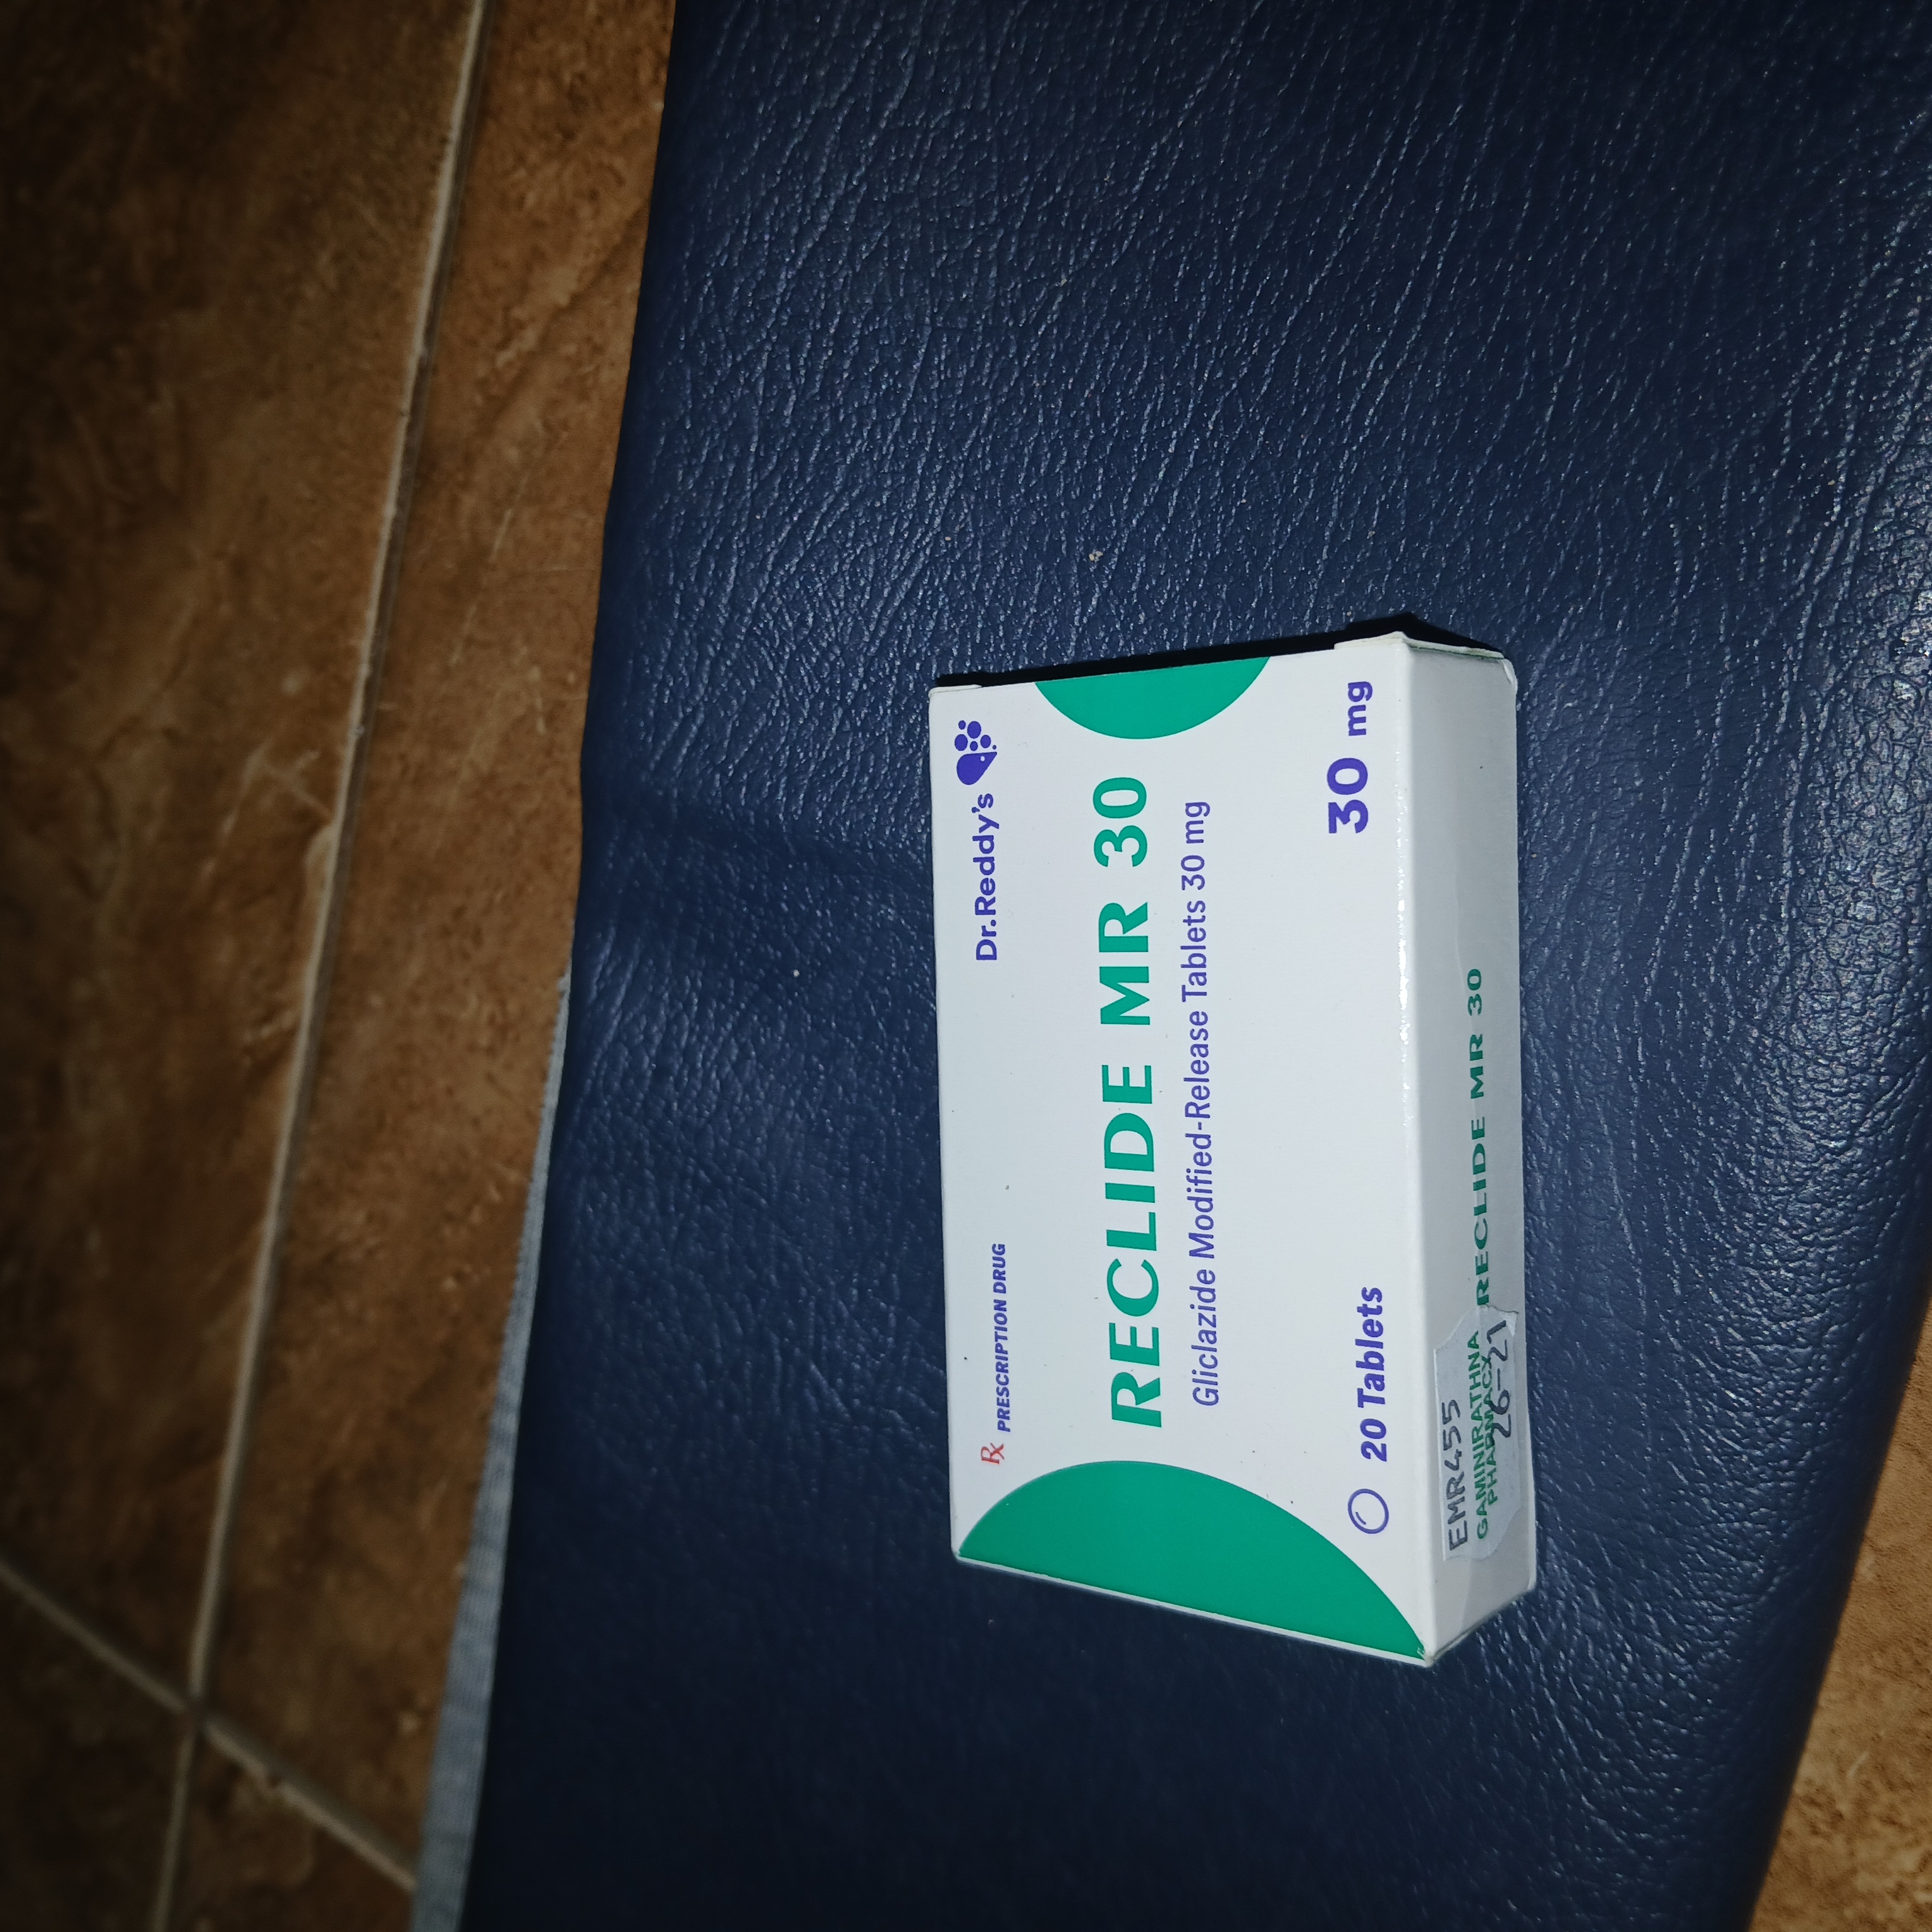 Rx PRESCRIPTION DRUG
Dr.Reddy's
RECLIDE MR 30
Gliclazide Modified-Release Tablets 30 mg
20 Tablets
30 mg
EMR455
GAMINIRATHNA
PHARMACY
26-21
RECLIDE MR 30